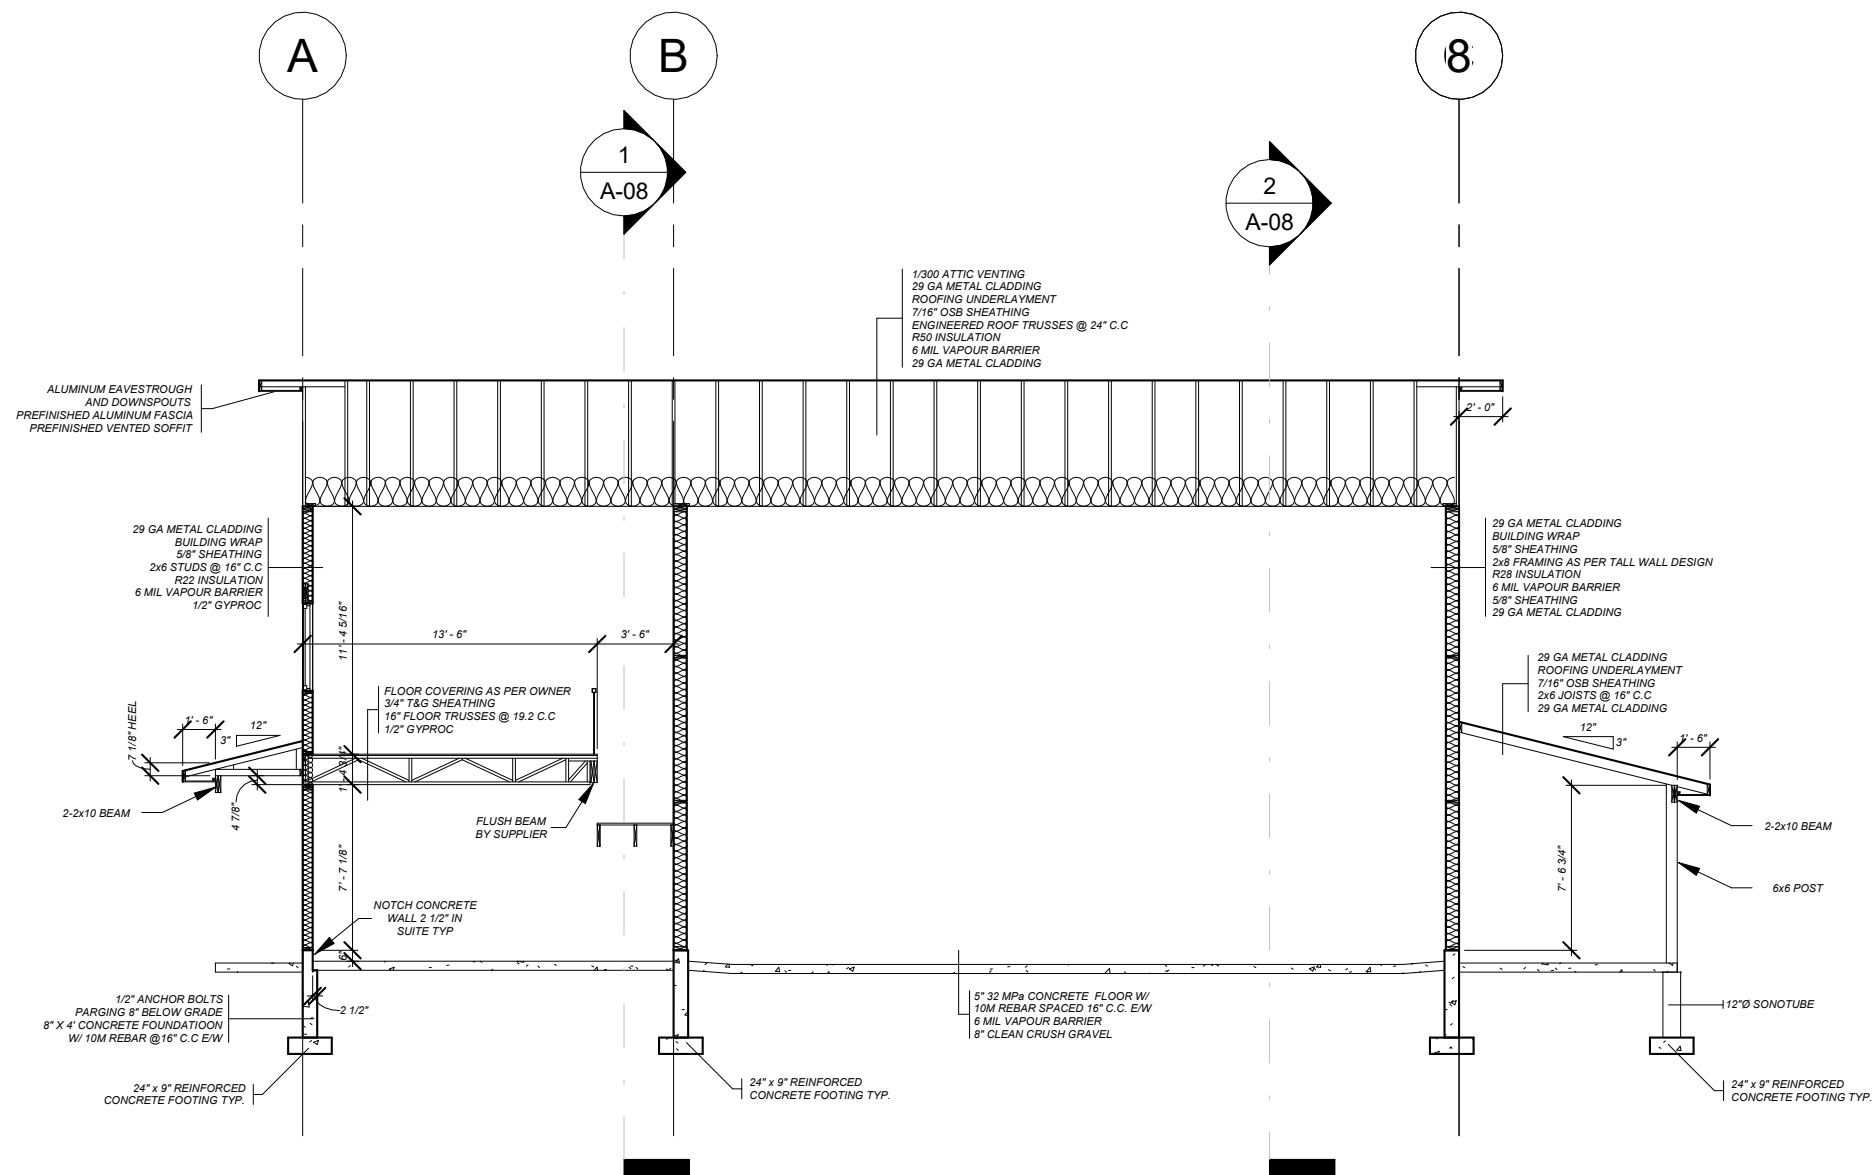 A
B
8
1
A-08
2
A-08
1/300 ATTIC VENTING
29 GA METAL CLADDING
ROOFING UNDERLAYMENT
7/16" OSB SHEATHING
ENGINEERED ROOF TRUSSES @ 24" C.C
R50 INSULATION
6 MIL VAPOUR BARRIER
29 GA METAL CLADDING
ALUMINUM EAVESTROUGH
AND DOWNSPOUTS
PREFINISHED ALUMINUM FASCIA
PREFINISHED VENTED SOFFIT
2' - 0"
29 GA METAL CLADDING
BUILDING WRAP
5/8" SHEATHING
2x6 STUDS @ 16" C.C
R22 INSULATION
6 MIL VAPOUR BARRIER
1/2" GYPROC
29 GA METAL CLADDING
BUILDING WRAP
5/8" SHEATHING
2x8 FRAMING AS PER TALL WALL DESIGN
R28 INSULATION
6 MIL VAPOUR BARRIER
5/8" SHEATHING
29 GA METAL CLADDING
11' - 4 5/16"
13' - 6"
3' - 6"
29 GA METAL CLADDING
ROOFING UNDERLAYMENT
7/16" OSB SHEATHING
2x6 JOISTS @ 16" C.C
29 GA METAL CLADDING
FLOOR COVERING AS PER OWNER
3/4" T&G SHEATHING
16" FLOOR TRUSSES @ 19.2 C.C
1/2" GYPROC
7 1/8" HEEL
1' - 6"
12"
3"
12"
3"
1' - 6"
1' - 4 3/4"
4 7/8"
2-2x10 BEAM
FLUSH BEAM
BY SUPPLIER
2-2x10 BEAM
7' - 7 1/8"
7' - 6 3/4"
6x6 POST
NOTCH CONCRETE
WALL 2 1/2" IN
SUITE TYP
6"
1/2" ANCHOR BOLTS
PARGING 8" BELOW GRADE
8" X 4' CONCRETE FOUNDATIOON
W/ 10M REBAR @16" C.C E/W
2 1/2"
5" 32 MPa CONCRETE FLOOR W/
10M REBAR SPACED 16" C.C. E/W
6 MIL VAPOUR BARRIER
8" CLEAN CRUSH GRAVEL
12"Ø SONOTUBE
24" x 9" REINFORCED
CONCRETE FOOTING TYP.
24" x 9" REINFORCED
CONCRETE FOOTING TYP.
24" x 9" REINFORCED
CONCRETE FOOTING TYP.